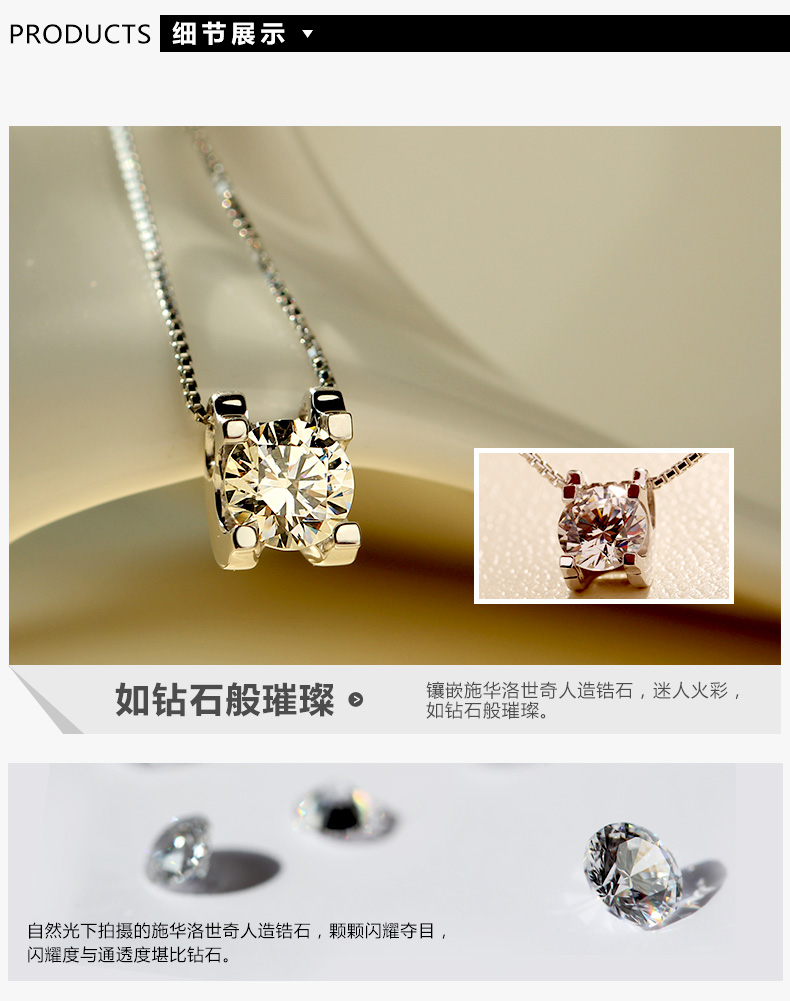 PRODUCTS 细节展示
如钻石般璀璨
镶嵌施华洛世奇人造锆石，迷人火彩，
如钻石般璀璨。
自然光下拍摄的施华洛世奇人造锆石，颗颗闪耀夺目，
闪耀度与通透度堪比钻石。